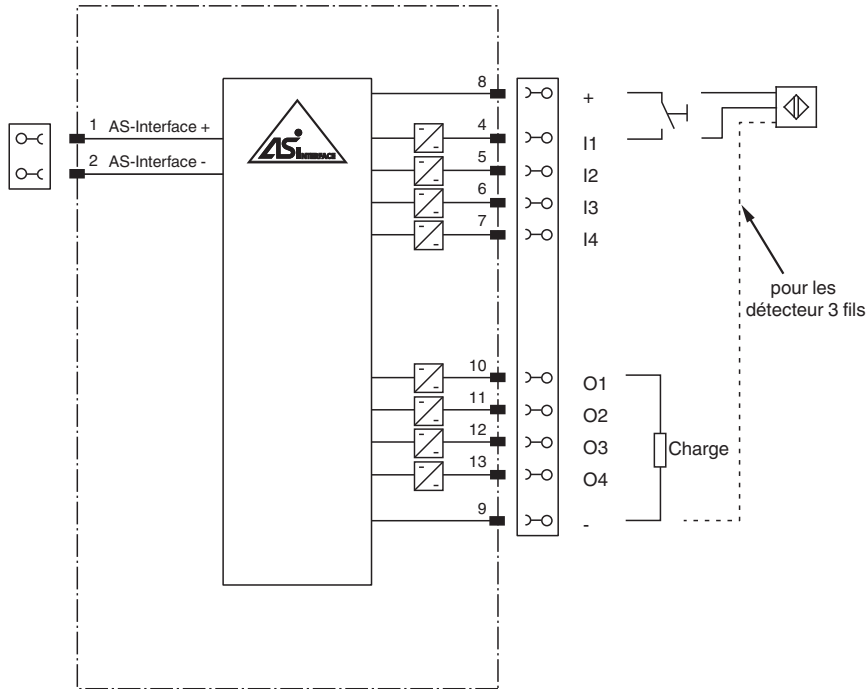 1 AS-Interface +
2 AS-Interface -
ASi INTERFACE
8 +
4 I1
5 I2
6 I3
7 I4
pour les
détecteur 3 fils
10 O1
11 O2
12 O3
13 O4
9 -
Charge